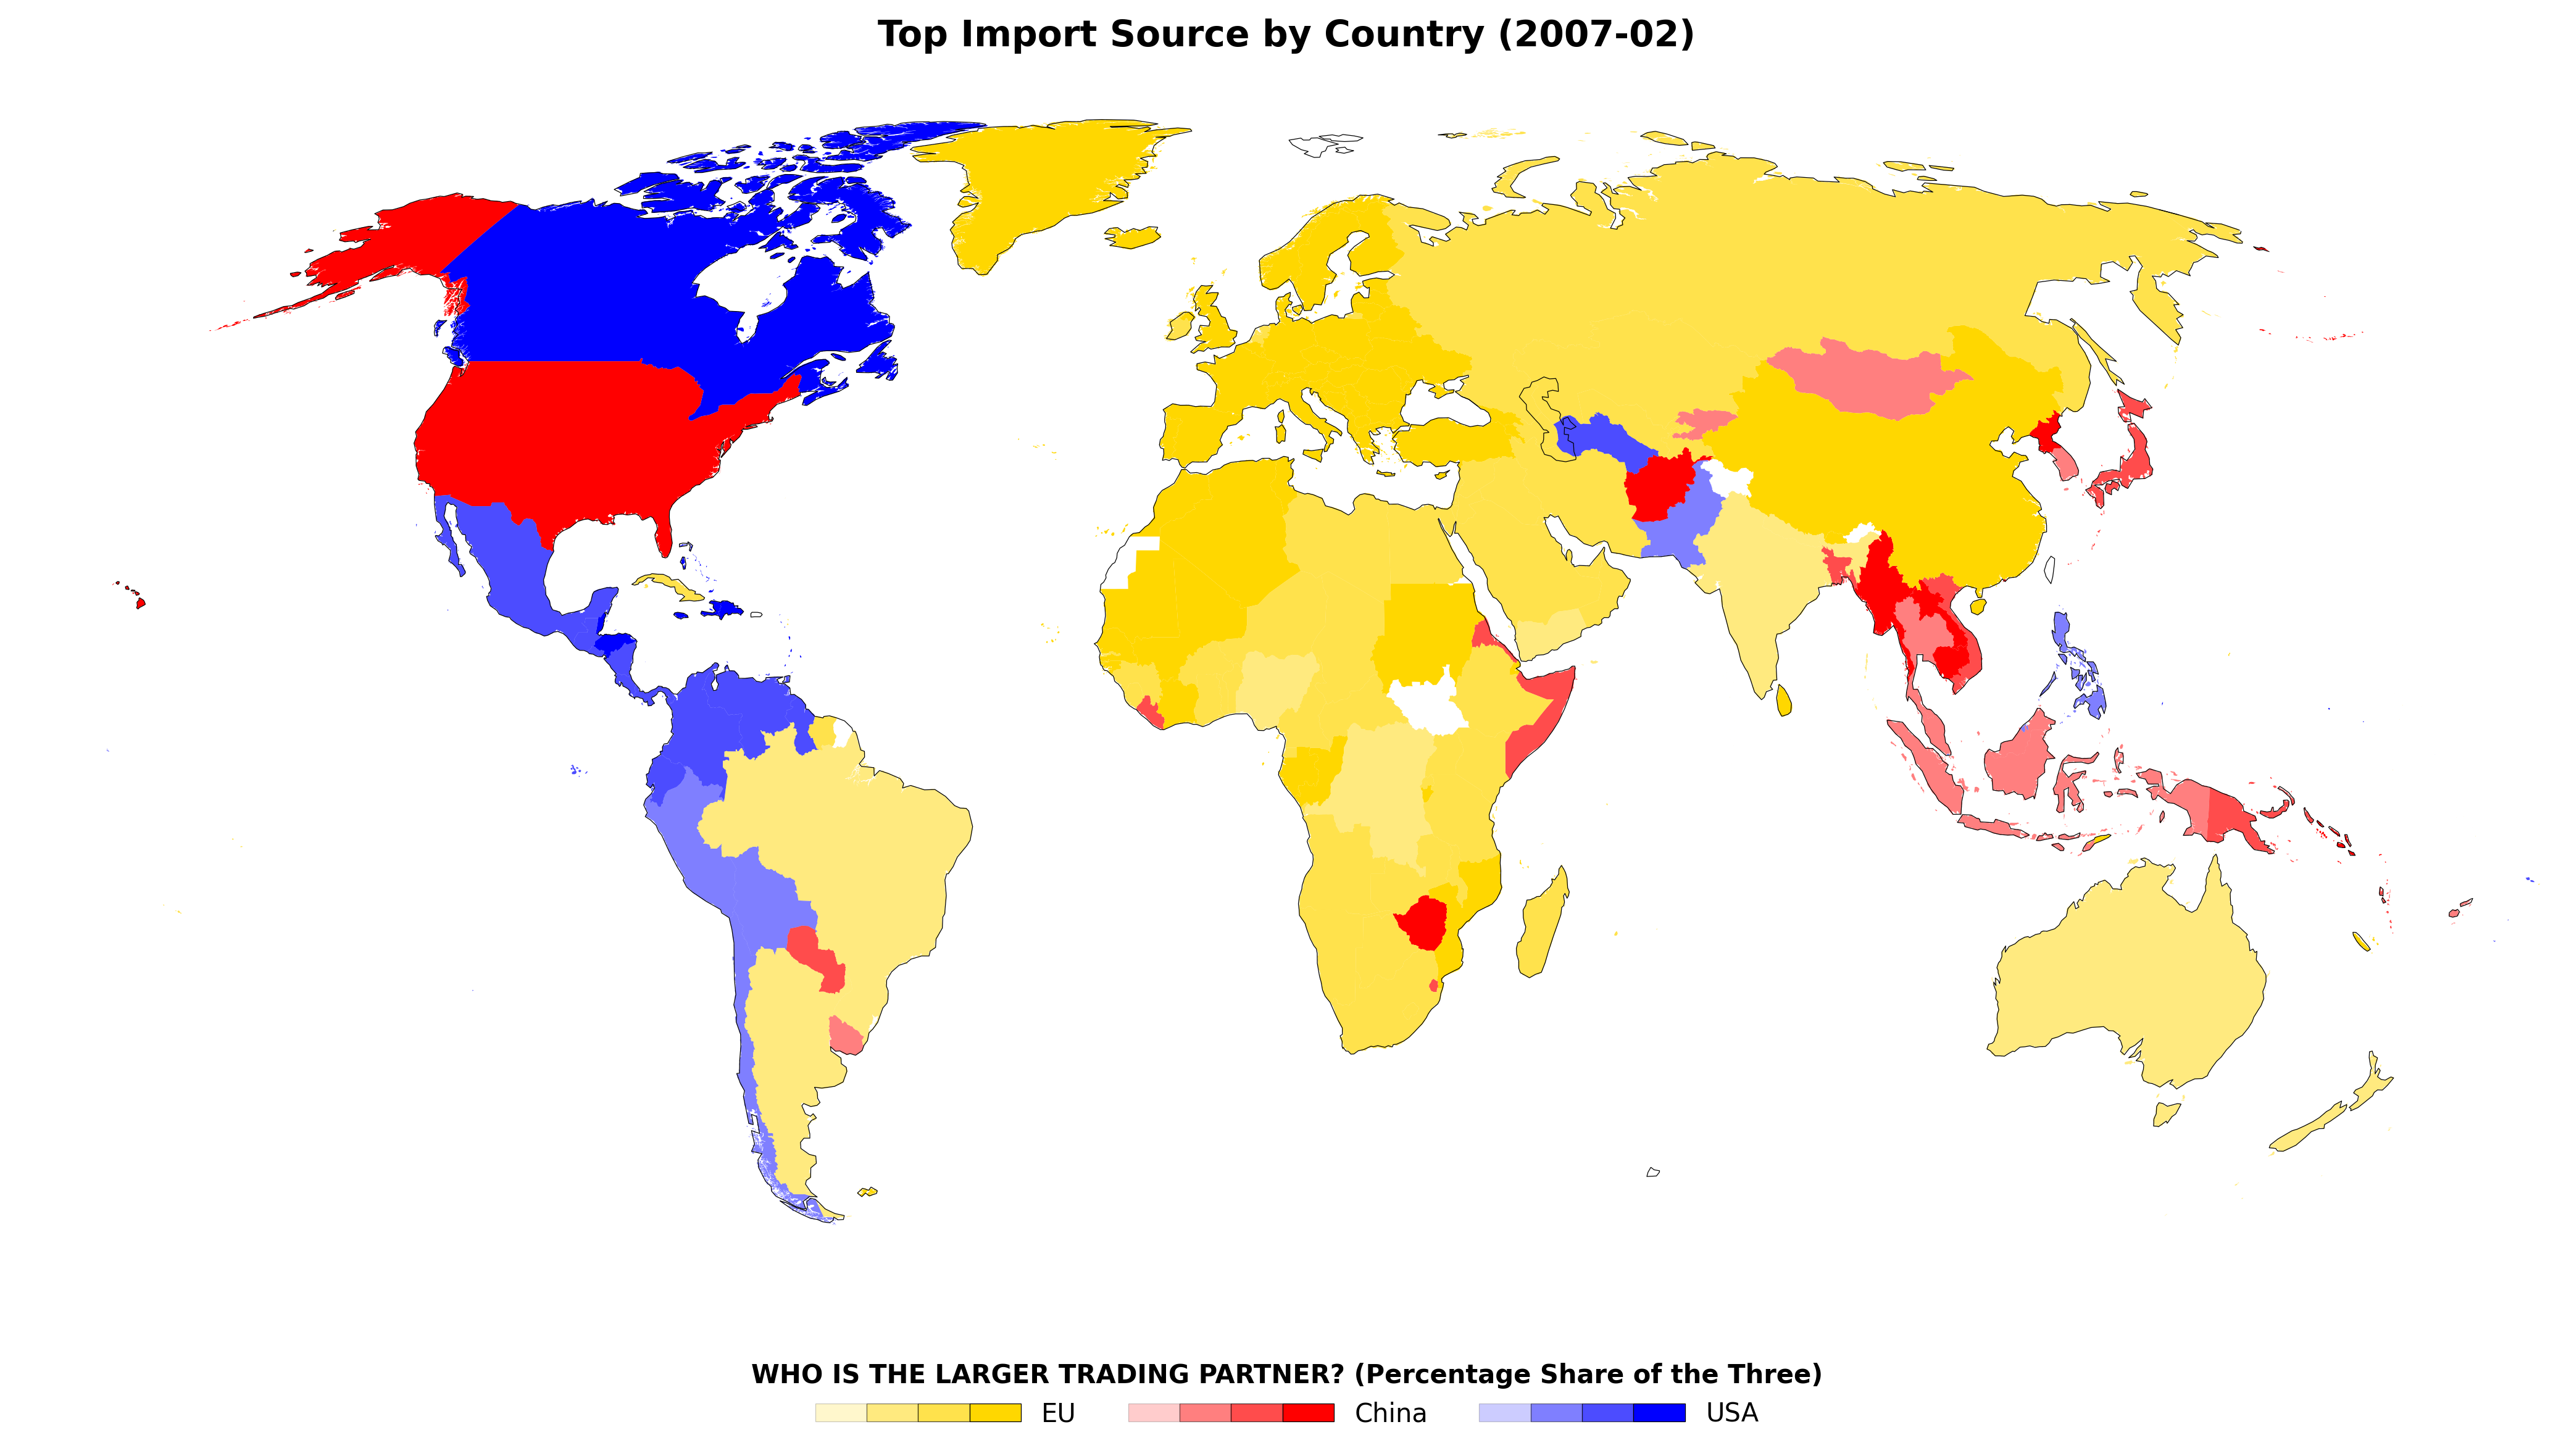 Top Import Source by Country (2007-02)
WHO IS THE LARGER TRADING PARTNER? (Percentage Share of the Three)
EU China USA